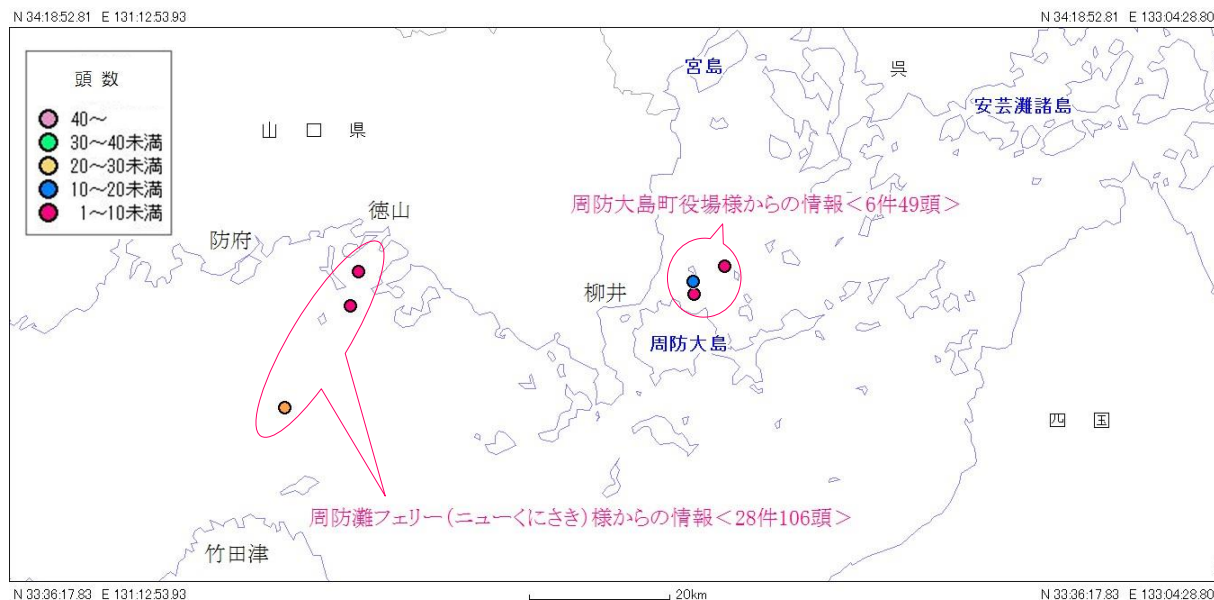 N 34:18:52.81 E 131:12:53.93
N 34:18:52.81 E 133:04:28.80
頭 数
40～
30～40未満
20～30未満
10～20未満
1～10未満
宮島
呉
安芸灘諸島
山 口 県
周防大島町役場様からの情報＜6件49頭＞
徳山
防府
柳井
周防大島
四 国
周防灘フェリー(ニューくにさき)様からの情報＜28件106頭＞
竹田津
N 33:36:17.83 E 131:12:53.93
20km
N 33:36:17.83 E 133:04:28.80